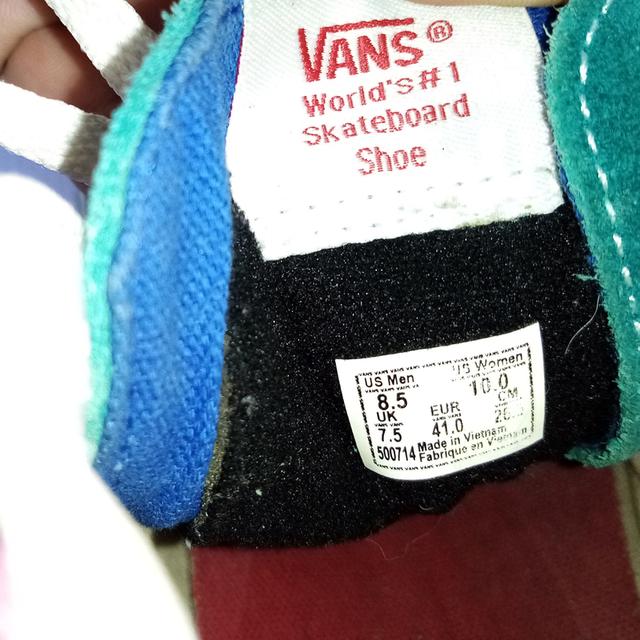 VANS®
World's #1
Skateboard
Shoe
US Men US Women
8.5 10.0
UK EUR CM
7.5 41.0
500714 Made in Vietnam
Fabriqué en Vietnam